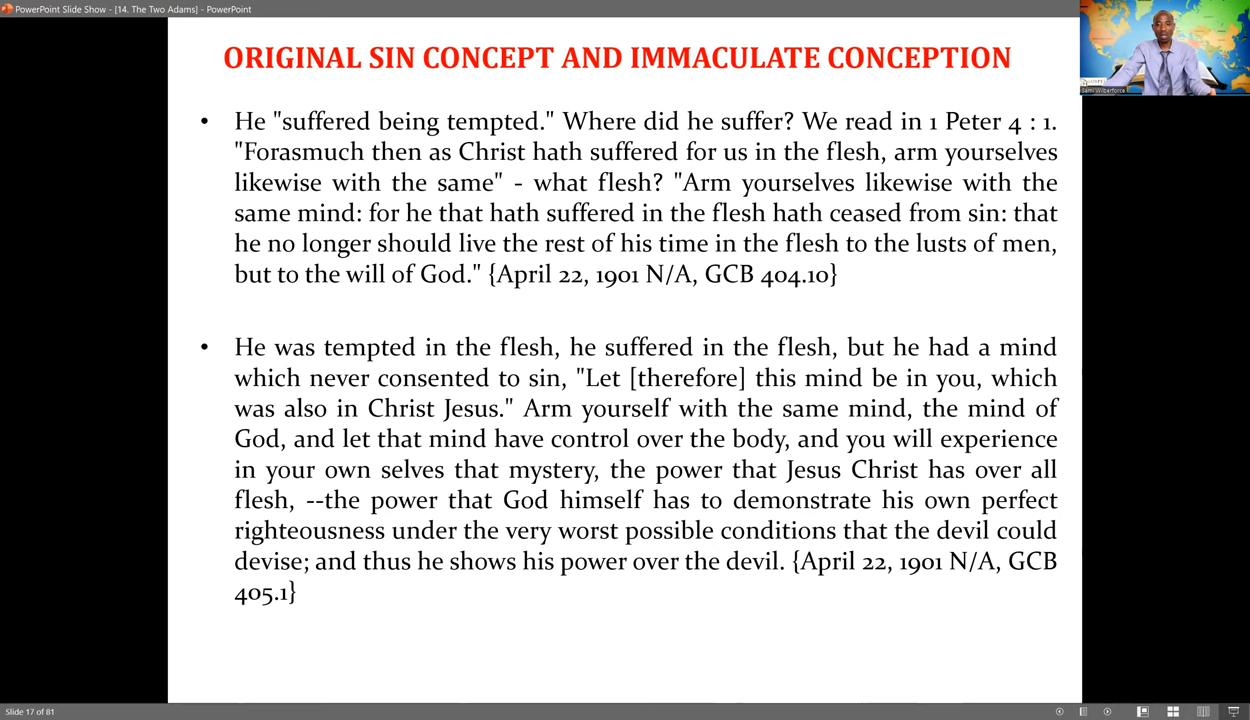 PowerPoint Slide Show - [14. The Two Adams] - PowerPoint
ORIGINAL SIN CONCEPT AND IMMACULATE CONCEPTION
• He "suffered being tempted." Where did he suffer? We read in 1 Peter 4 : 1.
"Forasmuch then as Christ hath suffered for us in the flesh, arm yourselves
likewise with the same" - what flesh? "Arm yourselves likewise with the
same mind: for he that hath suffered in the flesh hath ceased from sin: that
he no longer should live the rest of his time in the flesh to the lusts of men,
but to the will of God." {April 22, 1901 N/A, GCB 404.10}
• He was tempted in the flesh, he suffered in the flesh, but he had a mind
which never consented to sin, "Let [therefore] this mind be in you, which
was also in Christ Jesus." Arm yourself with the same mind, the mind of
God, and let that mind have control over the body, and you will experience
in your own selves that mystery, the power that Jesus Christ has over all
flesh, --the power that God himself has to demonstrate his own perfect
righteousness under the very worst possible conditions that the devil could
devise; and thus he shows his power over the devil. {April 22, 1901 N/A, GCB
405.1}
Sami Wilberforce
Slide 17 of 81